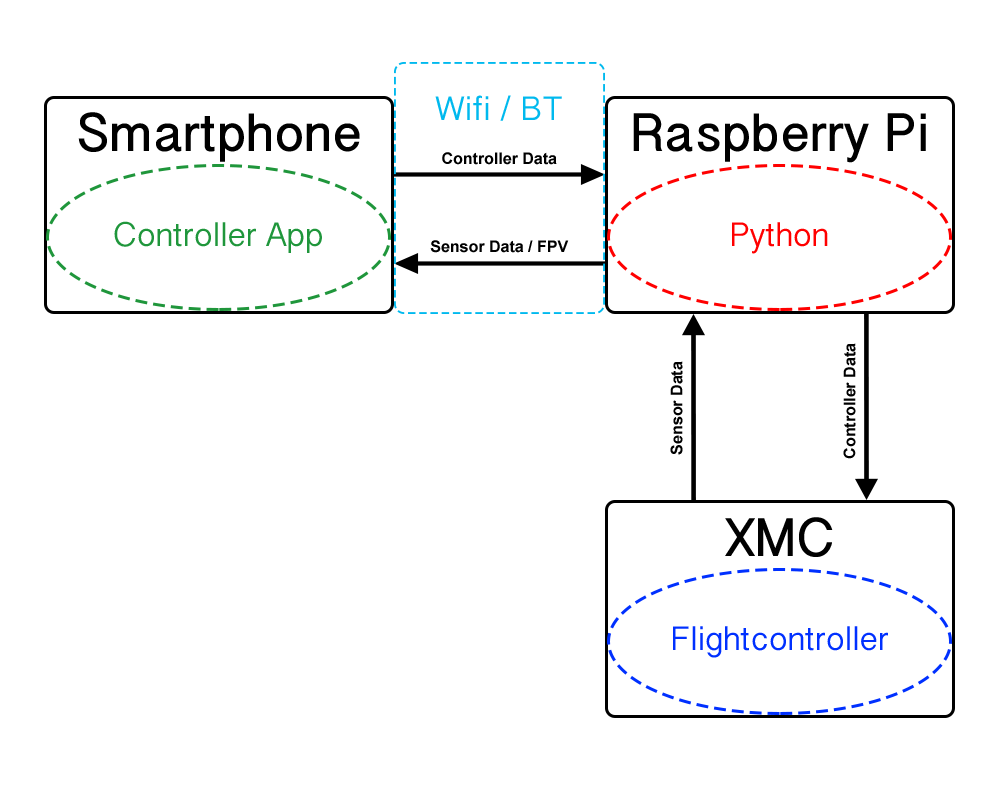 Smartphone
Controller App
Wifi / BT
Controller Data
Sensor Data / FPV
Raspberry Pi
Python
Sensor Data
Controller Data
XMC
Flightcontroller